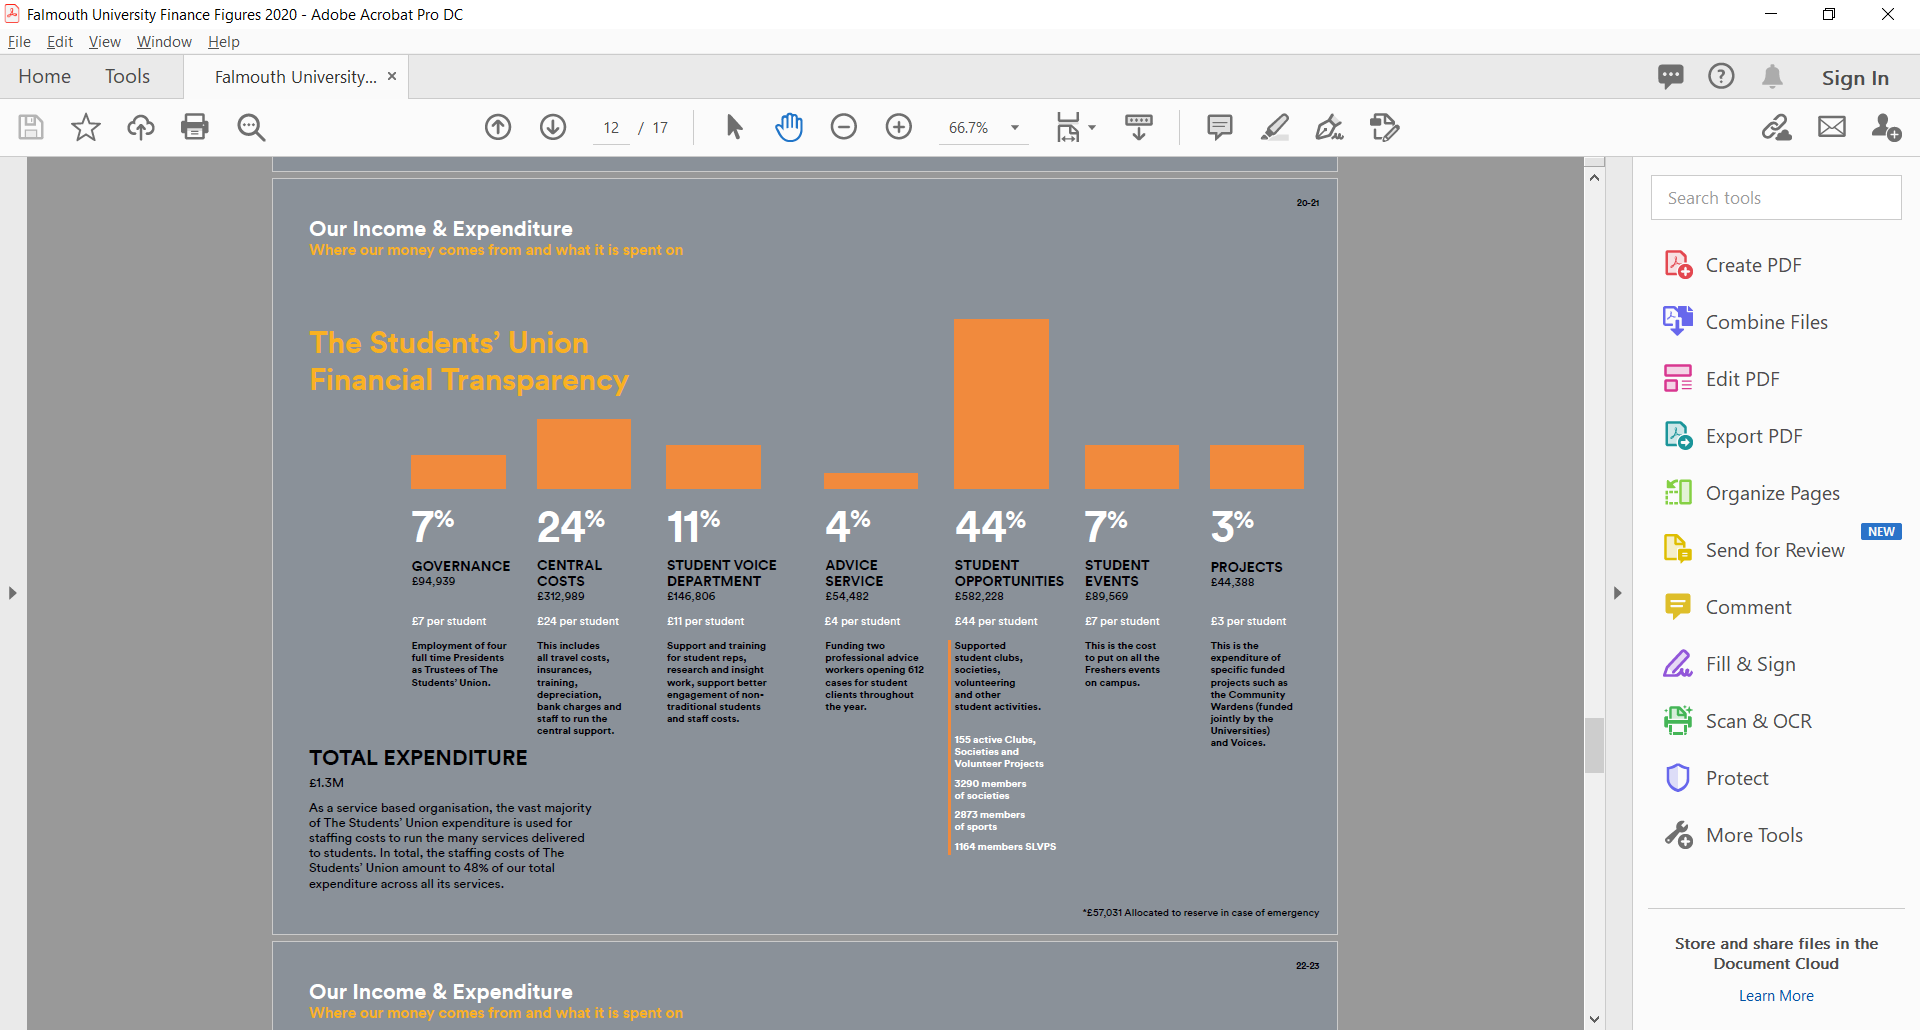 Falmouth University Finance Figures 2020 - Adobe Acrobat Pro DC
File Edit View Window Help
Home Tools Falmouth University... × Sign In
12 / 17 66.7%
20-21
Our Income & Expenditure
Where our money comes from and what it is spent on
The Students’ Union
Financial Transparency
7%
GOVERNANCE
£94,939
£7 per student
Employment of four
full time Presidents
as Trustees of The
Students’ Union.
24%
CENTRAL
COSTS
£312,989
£24 per student
This includes
all travel costs,
insurances,
training,
depreciation,
bank charges and
staff to run the
central support.
11%
STUDENT VOICE
DEPARTMENT
£146,806
£11 per student
Support and training
for student reps,
research and insight
work, support better
engagement of non-
traditional students
and staff costs.
4%
ADVICE
SERVICE
£54,482
£4 per student
Funding two
professional advice
workers opening 612
cases for student
clients throughout
the year.
44%
STUDENT
OPPORTUNITIES
£582,228
£44 per student
Supported
student clubs,
societies,
volunteering
and other
student activities.
155 active Clubs,
Societies and
Volunteer Projects
3290 members
of societies
2873 members
of sports
1164 members SLVPS
7%
STUDENT
EVENTS
£89,569
£7 per student
This is the cost
to put on all the
Freshers events
on campus.
3%
PROJECTS
£44,388
£3 per student
This is the
expenditure of
specific funded
projects such as
the Community
Wardens (funded
jointly by the
Universities)
and Voices.
TOTAL EXPENDITURE
£1.3M
As a service based organisation, the vast majority
of The Students’ Union expenditure is used for
staffing costs to run the many services delivered
to students. In total, the staffing costs of The
Students’ Union amount to 48% of our total
expenditure across all its services.
*£57,031 Allocated to reserve in case of emergency
22-23
Our Income & Expenditure
Where our money comes from and what it is spent on
Search tools
Create PDF
Combine Files
Edit PDF
Export PDF
Organize Pages
NEW
Send for Review
Comment
Fill & Sign
Scan & OCR
Protect
More Tools
Store and share files in the
Document Cloud
Learn More